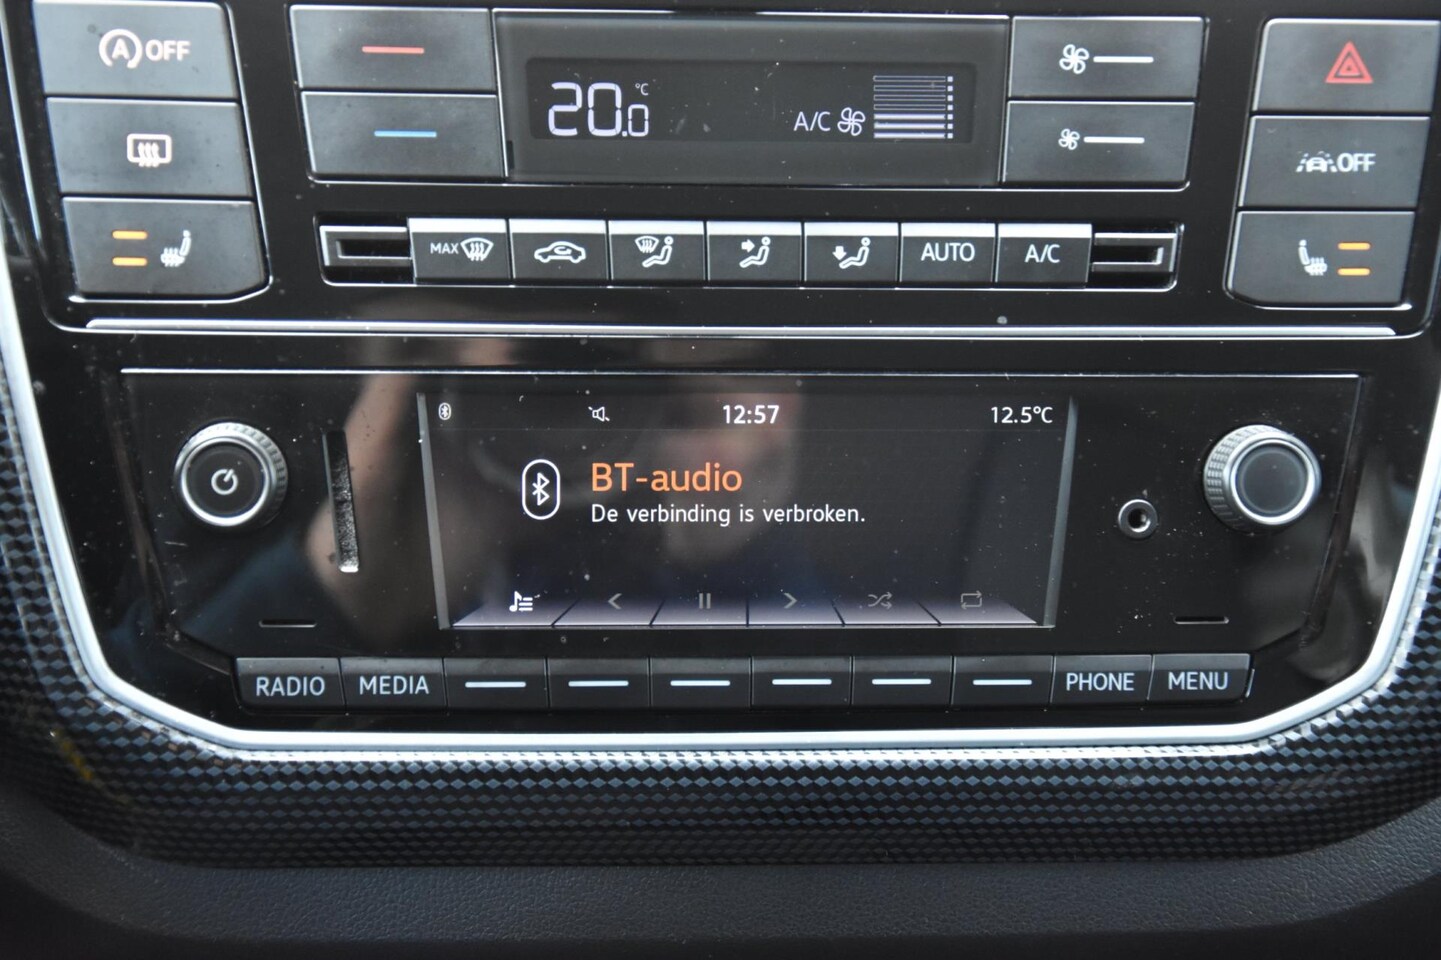 OFF
20.0 °C
A/C
OFF
MAX
AUTO
A/C
12:57
12.5°C
BT-audio
De verbinding is verbroken.
RADIO
MEDIA
PHONE
MENU